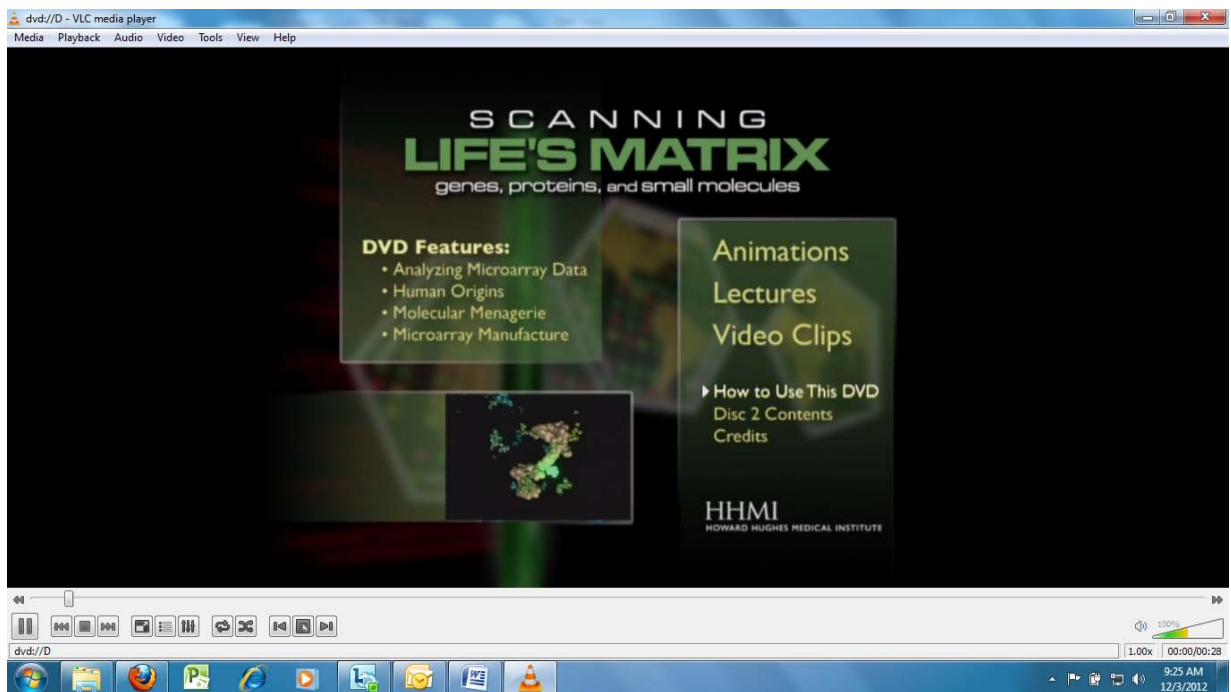 dvd://D - VLC media player
Media Playback Audio Video Tools View Help
SCANNING
LIFE'S MATRIX
genes, proteins, and small molecules
DVD Features:
• Analyzing Microarray Data
• Human Origins
• Molecular Menagerie
• Microarray Manufacture
Animations
Lectures
Video Clips
How to Use This DVD
Disc 2 Contents
Credits
HHMI
HOWARD HUGHES MEDICAL INSTITUTE
100%
dvd://D
1.00x 00:00/00:28
9:25 AM
12/3/2012